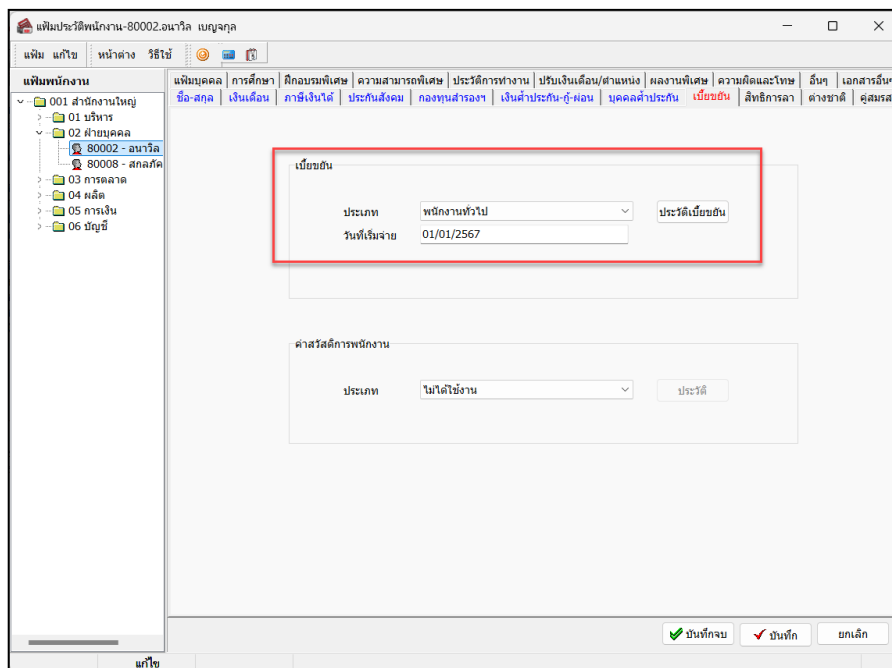 แฟ้มประวัติพนักงาน-80002.อนาวิล เบญจกุล
แฟ้ม แก้ไข หน้าต่าง วิธีใช้
แฟ้มพนักงาน
001 สำนักงานใหญ่
01 บริหาร
02 ฝ่ายบุคคล
80002 - อนาวิล
80008 - สกลภัค
03 การตลาด
04 ผลิต
05 การเงิน
06 บัญชี
แฟ้มบุคคล การศึกษา ฝึกอบรมพิเศษ ความสามารถพิเศษ ประวัติการทำงาน ปรับเงินเดือน/ตำแหน่ง ผลงานพิเศษ ความผิดและโทษ อื่นๆ เอกสารอื่นๆ
ชื่อ-สกุล เงินเดือน ภาษีเงินได้ ประกันสังคม กองทุนสำรองฯ เงินค้ำประกัน-กู้-ผ่อน บุคคลค้ำประกัน เบี้ยขยัน สิทธิการลา ต่างชาติ คู่สมรส
เบี้ยขยัน
ประเภท พนักงานทั่วไป ประวัติเบี้ยขยัน
วันที่เริ่มจ่าย 01/01/2567
ค่าสวัสดิการพนักงาน
ประเภท ไม่ได้ใช้งาน ประวัติ
บันทึกจบ บันทึก ยกเลิก
แก้ไข